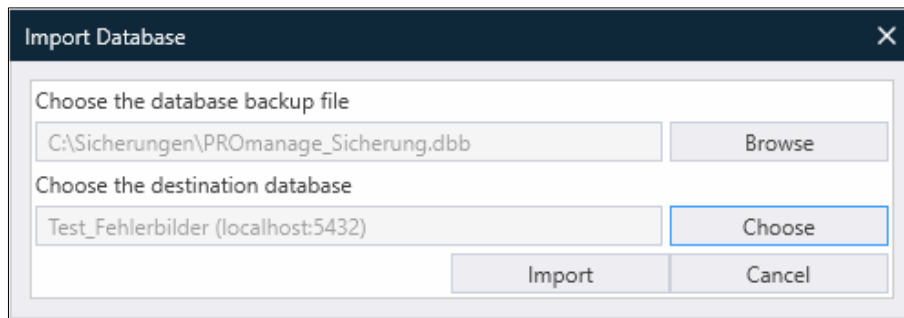 Import Database
Choose the database backup file
C:\Sicherungen\PROmanage_Sicherung.dbb Browse
Choose the destination database
Test_Fehlerbilder (localhost:5432) Choose
Import Cancel